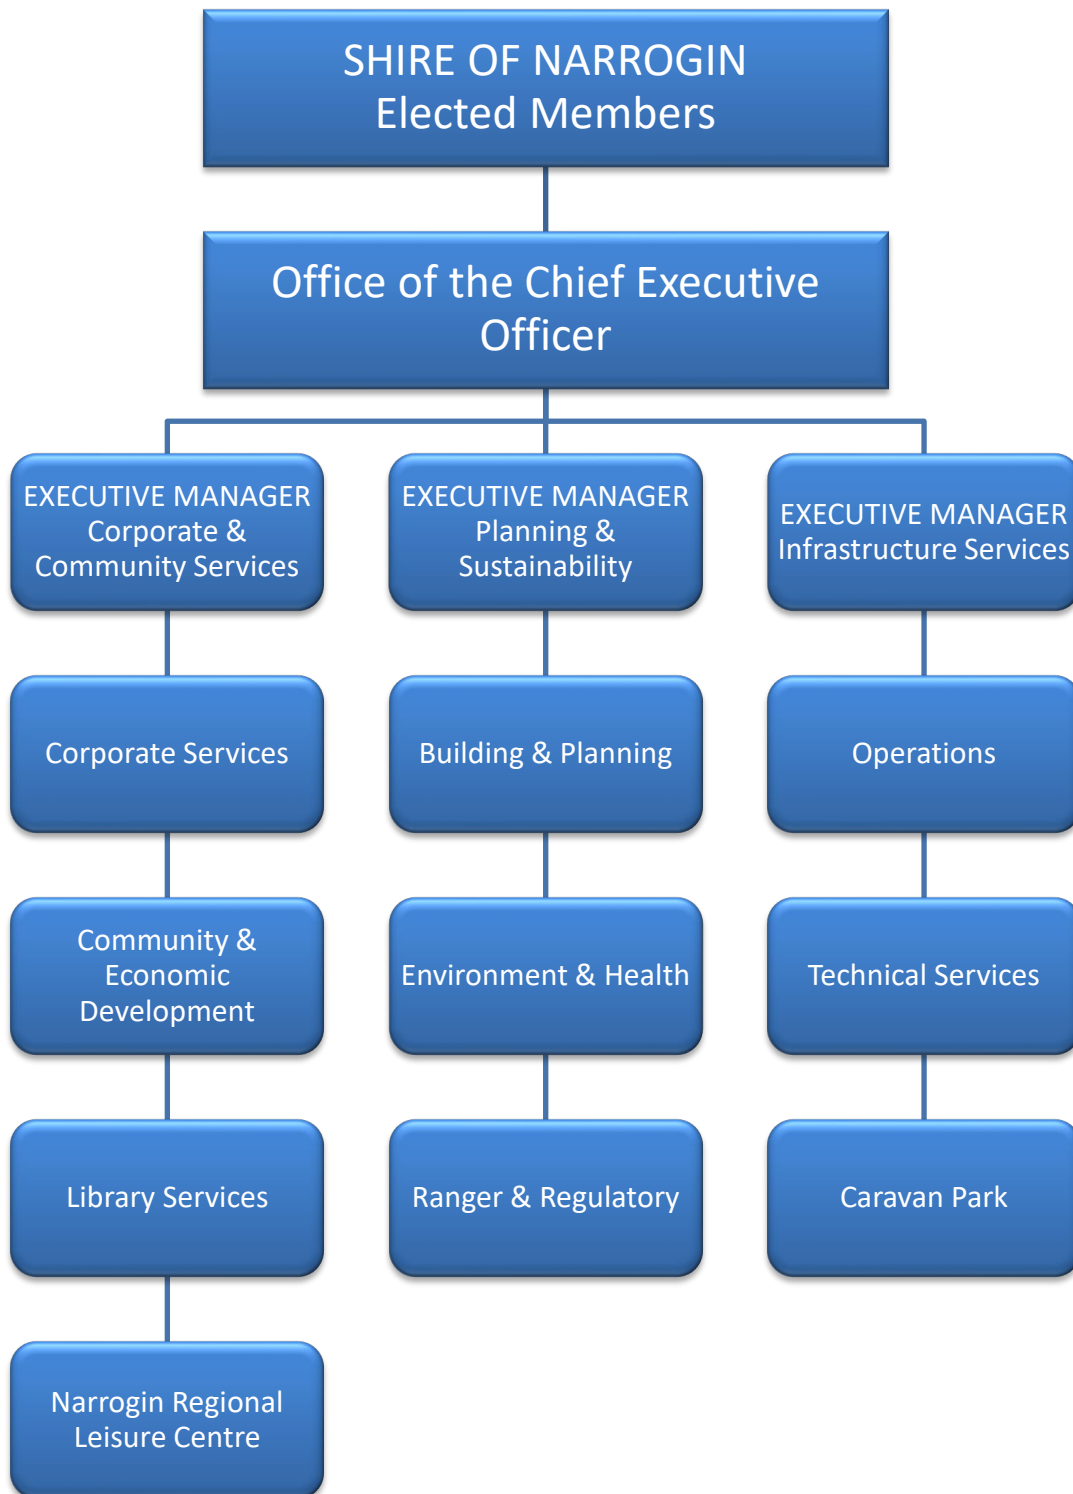 SHIRE OF NARROGIN
Elected Members
Office of the Chief Executive
Officer
EXECUTIVE MANAGER
Corporate &
Community Services
EXECUTIVE MANAGER
Planning &
Sustainability
EXECUTIVE MANAGER
Infrastructure Services
Corporate Services
Building & Planning
Operations
Community &
Economic
Development
Environment & Health
Technical Services
Library Services
Ranger & Regulatory
Caravan Park
Narrogin Regional
Leisure Centre